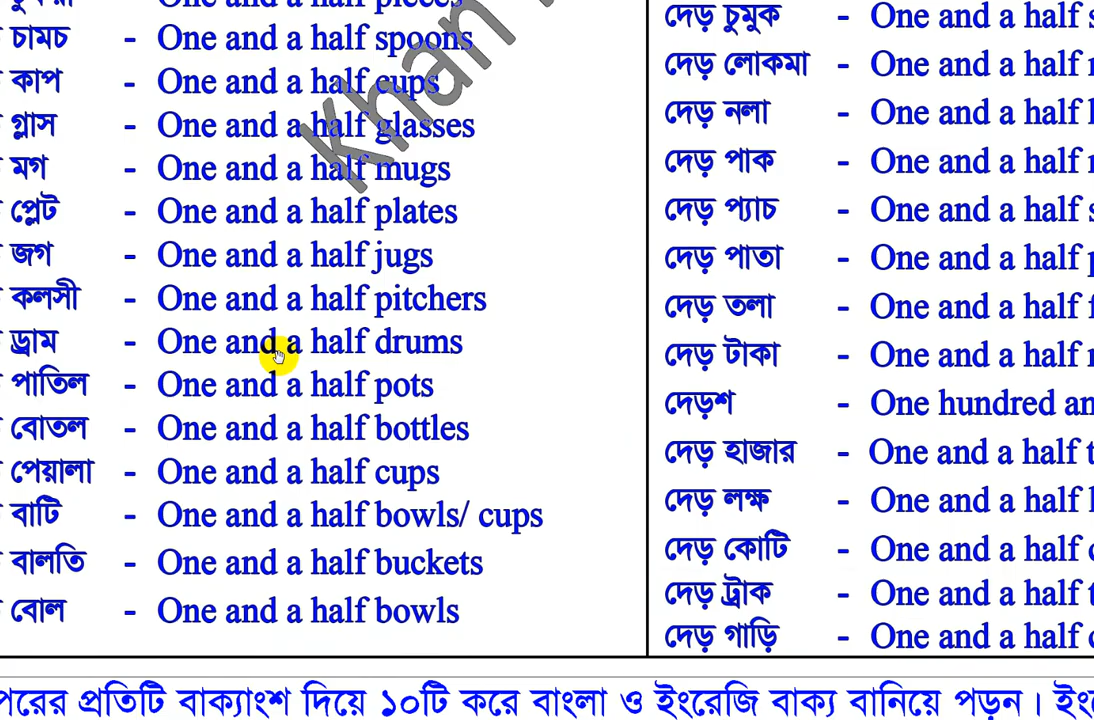 One and a half pieces
চামচ - One and a half spoons
কাপ - One and a half cups
গ্লাস - One and a half glasses
মগ - One and a half mugs
প্লেট - One and a half plates
জগ - One and a half jugs
কলসী - One and a half pitchers
ড্রাম - One and a half drums
পাতিল - One and a half pots
বোতল - One and a half bottles
পেয়ালা - One and a half cups
বাটি - One and a half bowls/ cups
বালতি - One and a half buckets
বোল - One and a half bowls
দেড় চুমুক - One and a half
দেড় লোকমা - One and a half
দেড় নলা - One and a half
দেড় পাক - One and a half
দেড় প্যাচ - One and a half
দেড় পাতা - One and a half
দেড় তলা - One and a half
দেড় টাকা - One and a half
দেড়শ - One hundred
দেড় হাজার - One and a half
দেড় লক্ষ - One and a half
দেড় কোটি - One and a half
দেড় ট্রাক - One and a half
দেড় গাড়ি - One and a half
Khan
প্রতিটি বাক্যাংশ দিয়ে ১০টি করে বাংলা ও ইংরেজি বাক্য বানিয়ে পড়ুন।